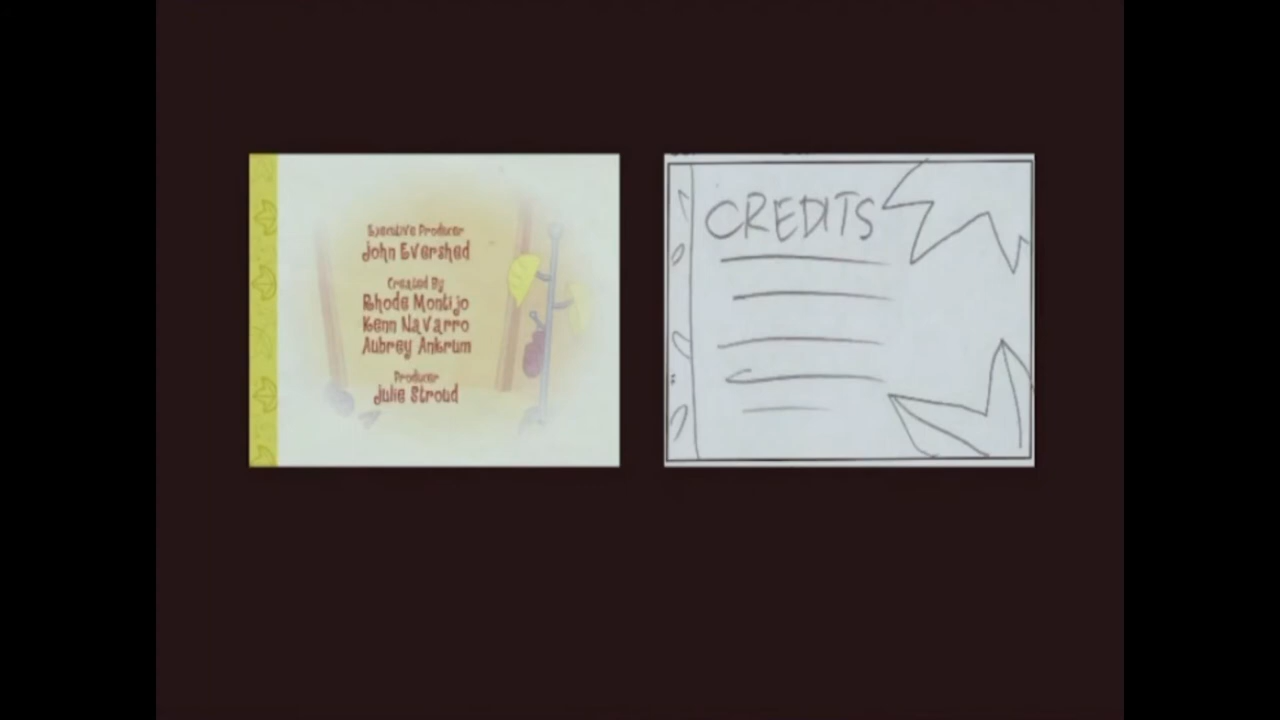 Executive Producer
John Evershed
Created By
Rhode Montijo
Kenn Navarro
Aubrey Ankrum
Producer
Julie Stroud
CREDITS